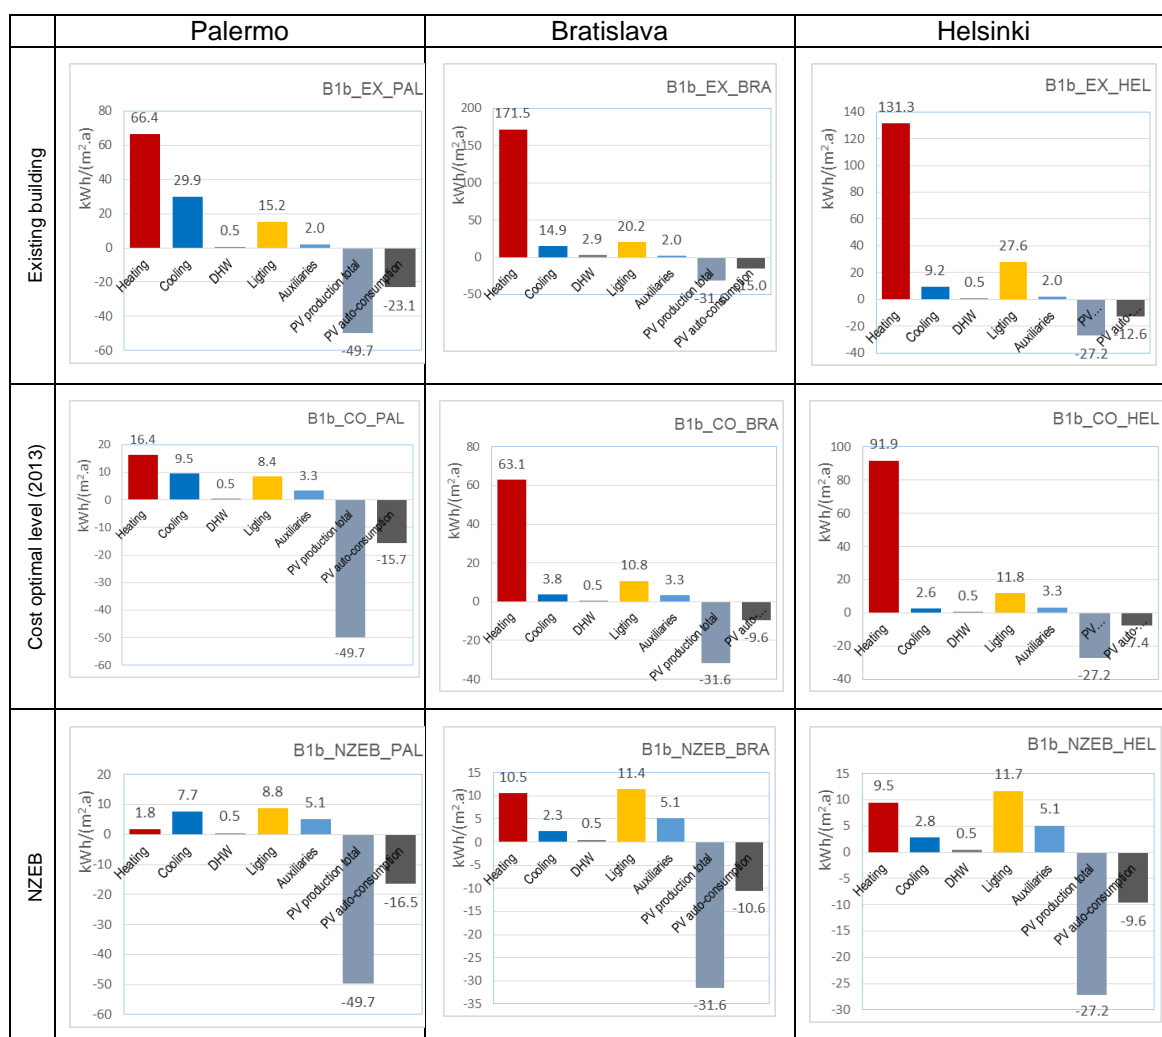 Palermo
Bratislava
Helsinki
Existing building
B1b_EX_PAL
kWh/(m².a)
80
60
40
20
0
-20
-40
-60
66.4
29.9
0.5
15.2
2.0
-49.7
-23.1
Heating
Cooling
DHW
Ligting
Auxiliaries
PV production total
PV auto-consumption
B1b_EX_BRA
kWh/(m².a)
200
150.00
100
50
0
-50
171.5
14.9
2.9
20.2
2.0
-31.6
-15.0
Heating
Cooling
DHW
Ligting
Auxiliaries
PV production total
PV auto-consumption
B1b_EX_HEL
kWh/(m².a)
140
120
100
80
60
40
20
0
-20
-40
131.3
9.2
0.5
27.6
2.0
-27.2
-12.6
Heating
Cooling
DHW
Ligting
Auxiliaries
PV...
PV auto-...
Cost optimal level (2013)
B1b_CO_PAL
kWh/(m².a)
20
10
0
-10
-20
-30
-40
-50
-60
16.4
9.5
0.5
8.4
3.3
-49.7
-15.7
Heating
Cooling
DHW
Ligting
Auxiliaries
PV production total
PV auto-consumption
B1b_CO_BRA
kWh/(m².a)
80
60
40
20
0
-20
-40
63.1
3.8
0.5
10.8
3.3
-31.6
-9.6
Heating
Cooling
DHW
Ligting
Auxiliaries
PV production total
PV auto-...
B1b_CO_HEL
kWh/(m².a)
100
80
60
40
20
0
-20
-40
91.9
2.6
0.5
11.8
3.3
-27.2
-7.4
Heating
Cooling
DHW
Ligting
Auxiliaries
PV...
PV auto-...
NZEB
B1b_NZEB_PAL
kWh/(m².a)
20
10
0
-10
-20
-30
-40
-50
-60
1.8
7.7
0.5
8.8
5.1
-49.7
-16.5
Heating
Cooling
DHW
Ligting
Auxiliaries
PV production total
PV auto-consumption
B1b_NZEB_BRA
kWh/(m².a)
15
10
5
0
-5
-10
-15
-20
-25
-30
-35
10.5
2.3
0.5
11.4
5.1
-31.6
-10.6
Heating
Cooling
DHW
Ligting
Auxiliaries
PV production total
PV auto-consumption
B1b_NZEB_HEL
kWh/(m².a)
15
10
5
0
-5
-10
-15
-20
-25
-30
9.5
2.8
0.5
11.7
5.1
-27.2
-9.6
Heating
Cooling
DHW
Ligting
Auxiliaries
PV production total
PV auto-consumption